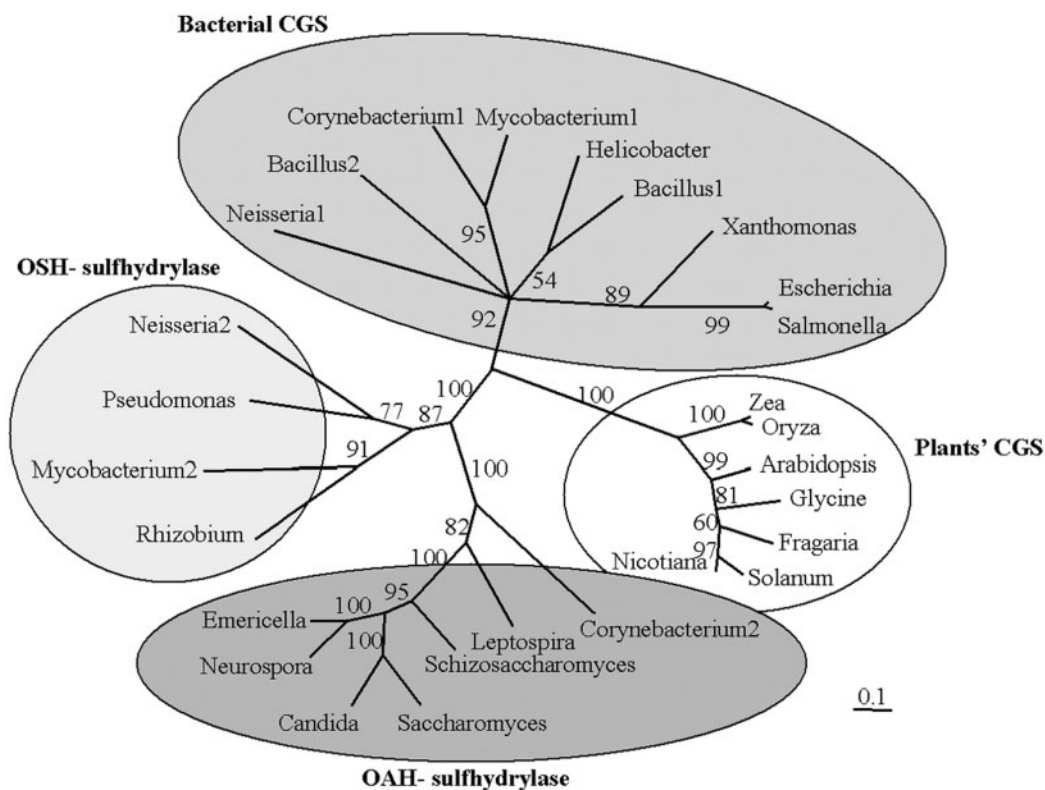 Bacterial CGS
Corynebacterium1
Mycobacterium1
Bacillus2
Helicobacter
Bacillus1
Neisseria1
Xanthomonas
95
54
89
Escherichia
99
Salmonella
92
OSH- sulfhydrylase
Neisseria2
Pseudomonas
77
87
100
91
Mycobacterium2
Rhizobium
100
100
Zea
Oryza
Plants' CGS
99
Arabidopsis
81
Glycine
60
Fragaria
97
Nicotiana
Solanum
100
82
100
95
100
Emericella
100
Neurospora
Leptospira
Schizosaccharomyces
Corynebacterium2
Candida
Saccharomyces
OAH- sulfhydrylase
0.1